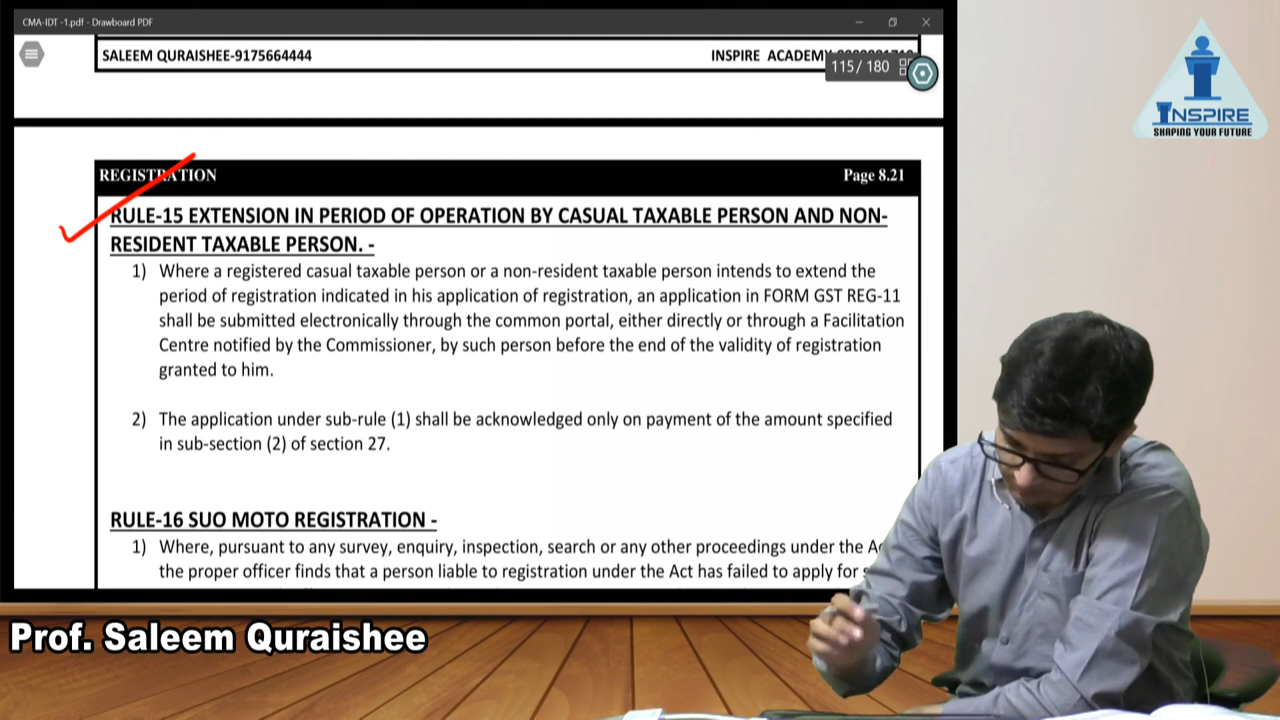 CMA-IDT -1.pdf - Drawboard PDF
SALEEM QURAISHEE-9175664444
INSPIRE ACADEMY
115 / 180
INSPIRE
SHAPING YOUR FUTURE
REGISTRATION
Page 8.21
RULE-15 EXTENSION IN PERIOD OF OPERATION BY CASUAL TAXABLE PERSON AND NON-
RESIDENT TAXABLE PERSON. -
1) Where a registered casual taxable person or a non-resident taxable person intends to extend the
period of registration indicated in his application of registration, an application in FORM GST REG-11
shall be submitted electronically through the common portal, either directly or through a Facilitation
Centre notified by the Commissioner, by such person before the end of the validity of registration
granted to him.
2) The application under sub-rule (1) shall be acknowledged only on payment of the amount specified
in sub-section (2) of section 27.
RULE-16 SUO MOTO REGISTRATION -
1) Where, pursuant to any survey, enquiry, inspection, search or any other proceedings under the
the proper officer finds that a person liable to registration under the Act has failed to apply for
Prof. Saleem Quraishee